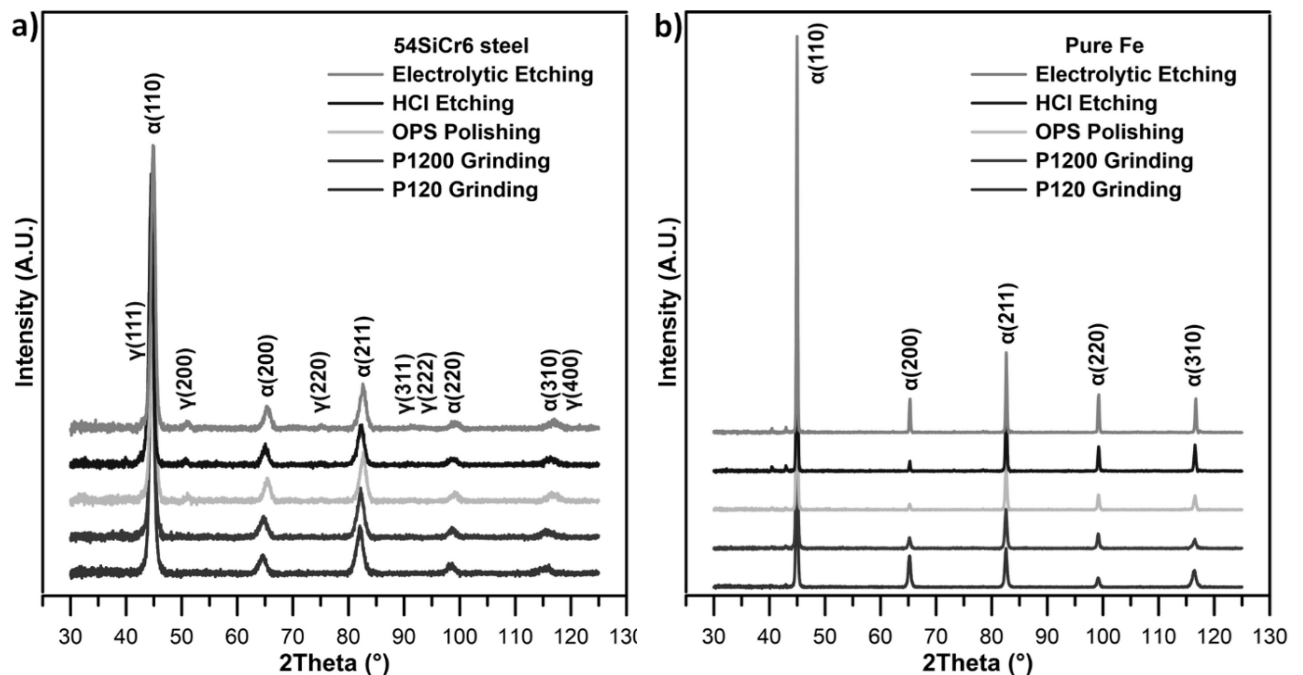 a)
54SiCr6 steel
Electrolytic Etching
HCl Etching
OPS Polishing
P1200 Grinding
P120 Grinding
α(110)
γ(111)
γ(200)
α(200)
γ(220)
α(211)
γ(311)
γ(222)
α(220)
α(310)
γ(400)
Intensity (A.U.)
30 40 50 60 70 80 90 100 110 120 130
2Theta (°)
b)
Pure Fe
Electrolytic Etching
HCl Etching
OPS Polishing
P1200 Grinding
P120 Grinding
α(110)
α(200)
α(211)
α(220)
α(310)
Intensity (A.U.)
30 40 50 60 70 80 90 100 110 120 130
2Theta (°)